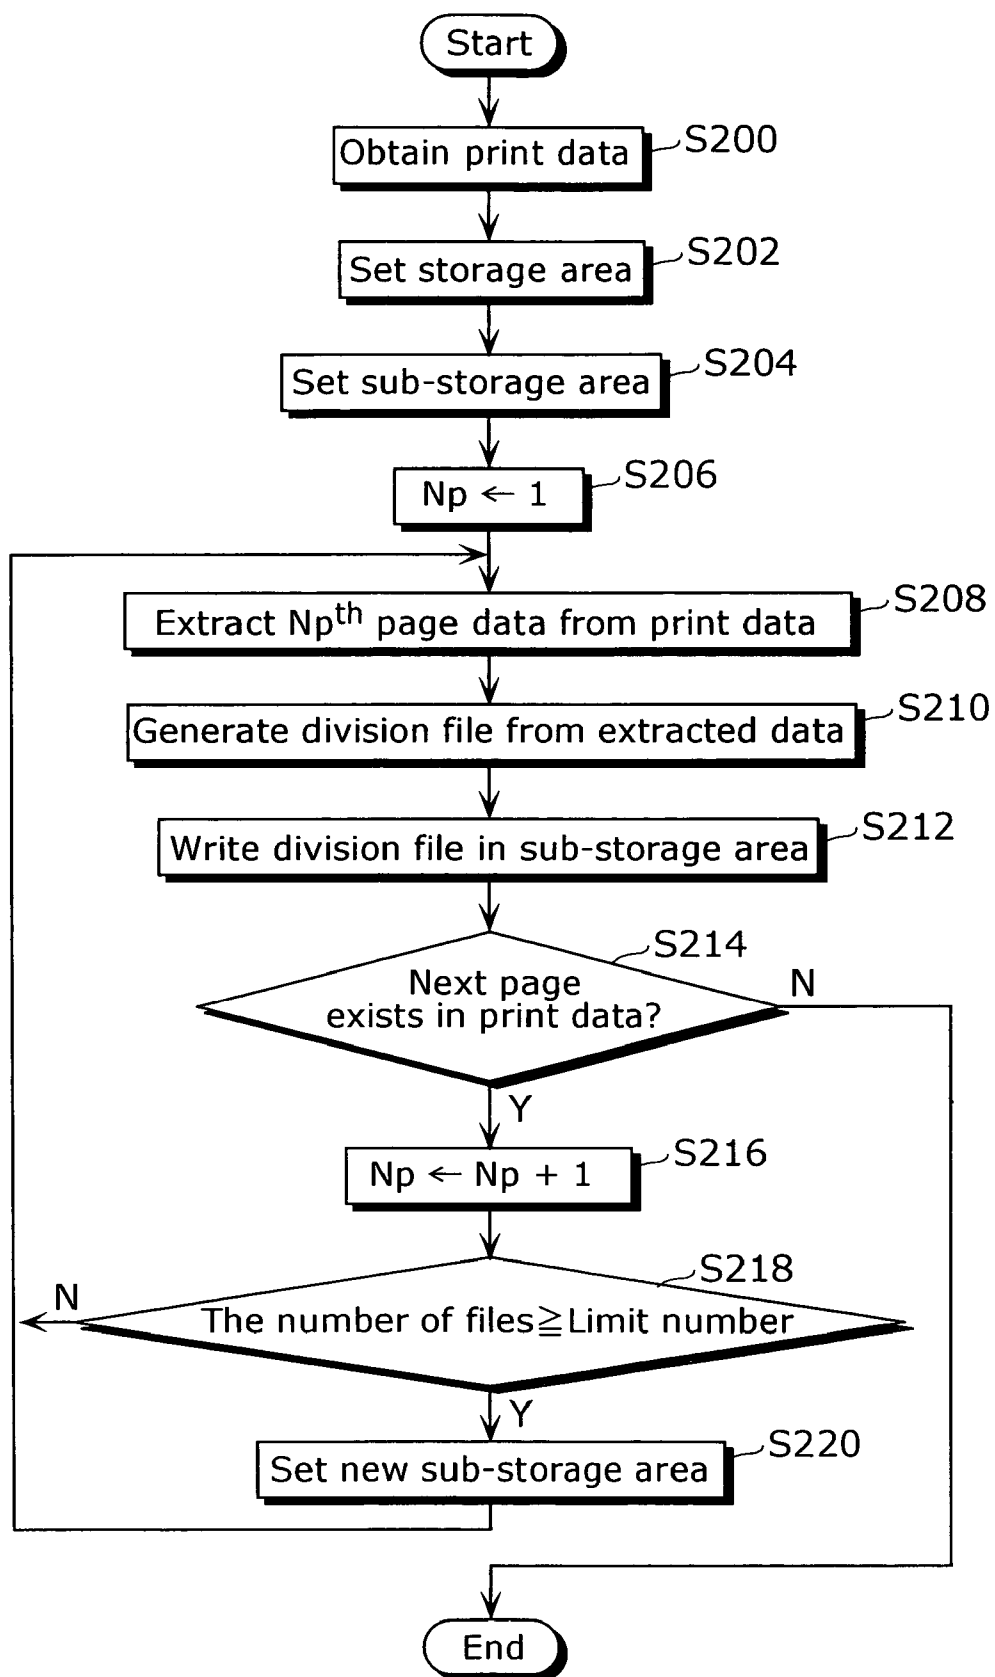 Start
Obtain print data
S200
Set storage area
S202
Set sub-storage area
S204
Np ← 1
S206
Extract Npth page data from print data
S208
Generate division file from extracted data
S210
Write division file in sub-storage area
S212
S214
Next page
exists in print data?
N
Y
Np ← Np + 1
S216
S218
N
The number of files≧Limit number
Y
Set new sub-storage area
S220
End